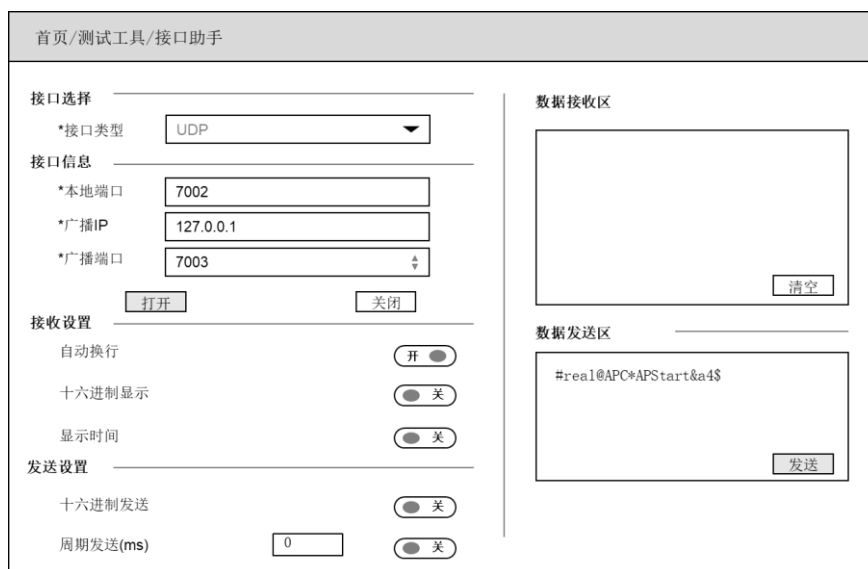 首页/测试工具/接口助手
接口选择
*接口类型 UDP
接口信息
*本地端口 7002
*广播IP 127.0.0.1
*广播端口 7003
打开 关闭
接收设置
自动换行 开
十六进制显示 关
显示时间 关
发送设置
十六进制发送 关
周期发送(ms) 0 关
数据接收区
清空
数据发送区
#real@APC*APStart&a4$
发送